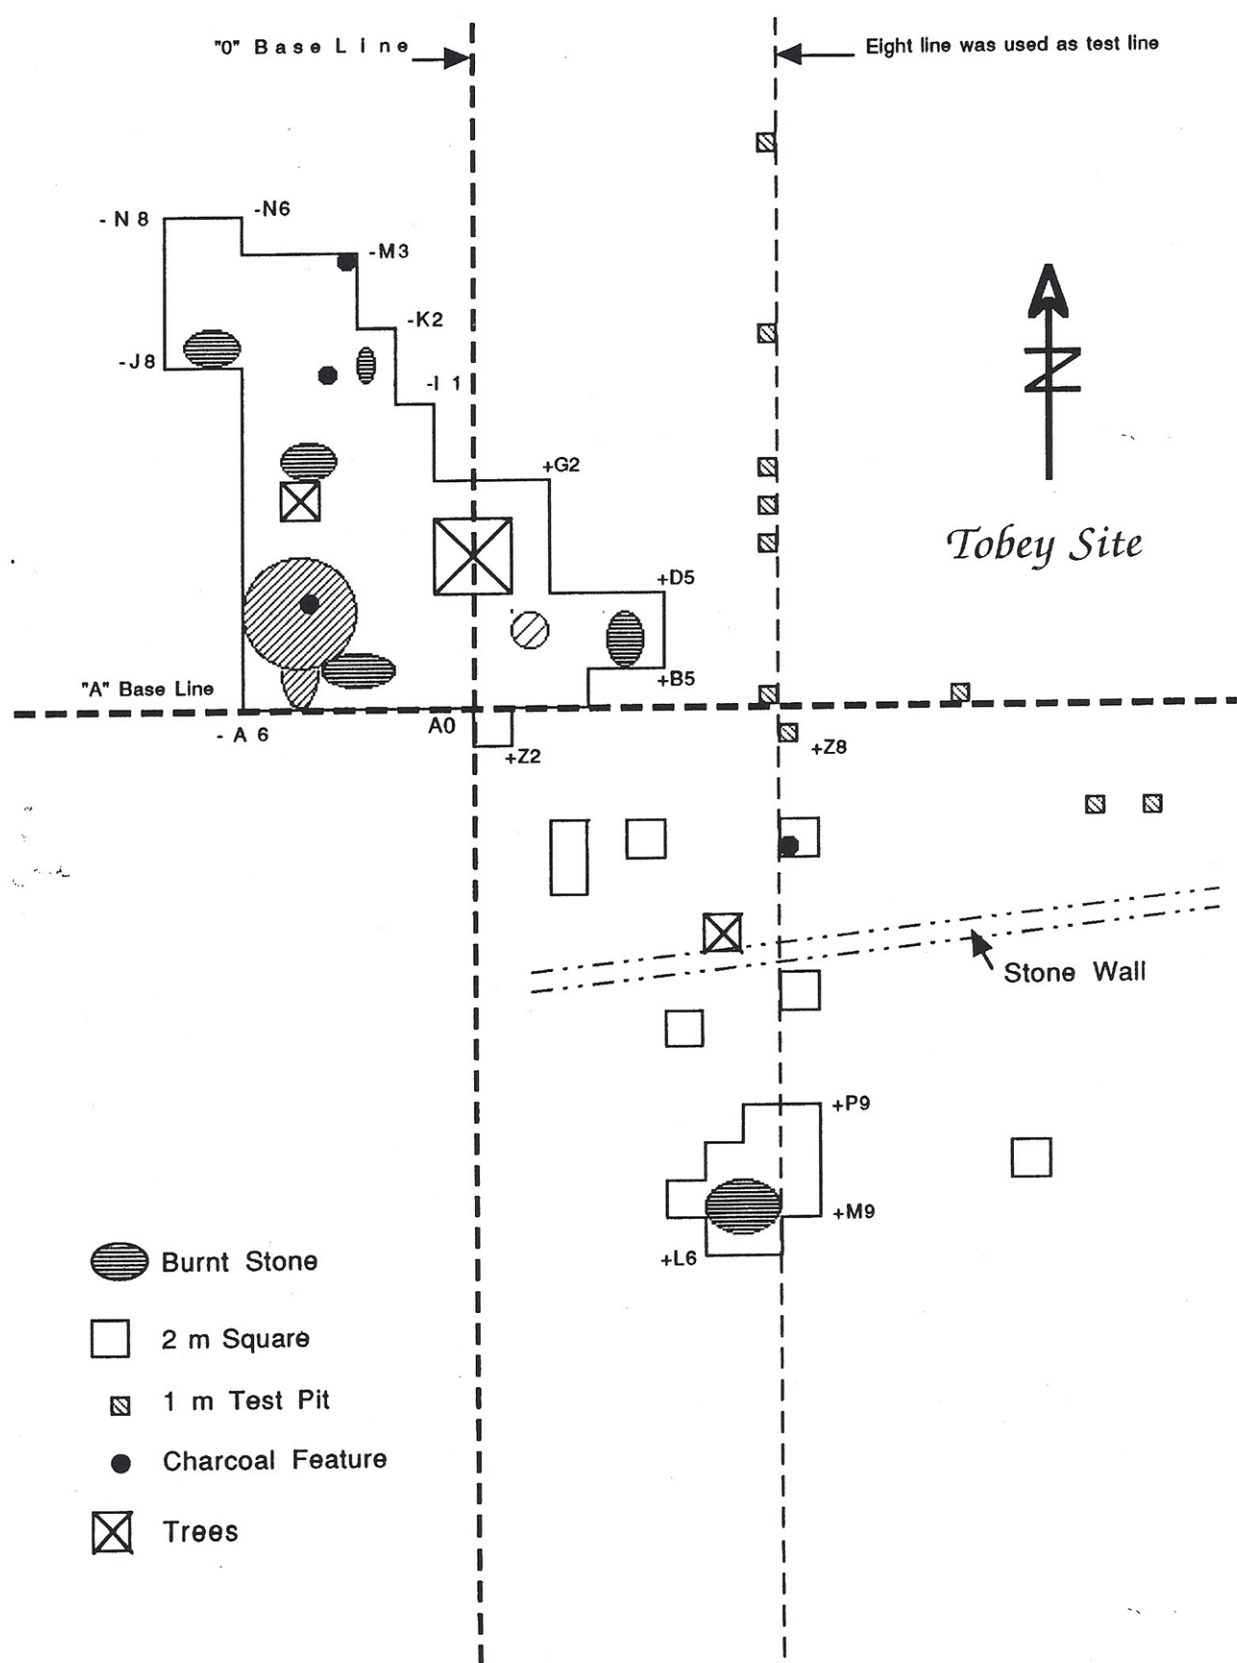 "0" Base Line
Eight line was used as test line
-N 8
-N6
-M3
-K2
-J8
-I 1
+G2
N
Tobey Site
+D5
+B5
"A" Base Line
A0
-A 6
+Z2
+Z8
Stone Wall
+P9
+M9
+L6
Burnt Stone
2 m Square
1 m Test Pit
Charcoal Feature
Trees